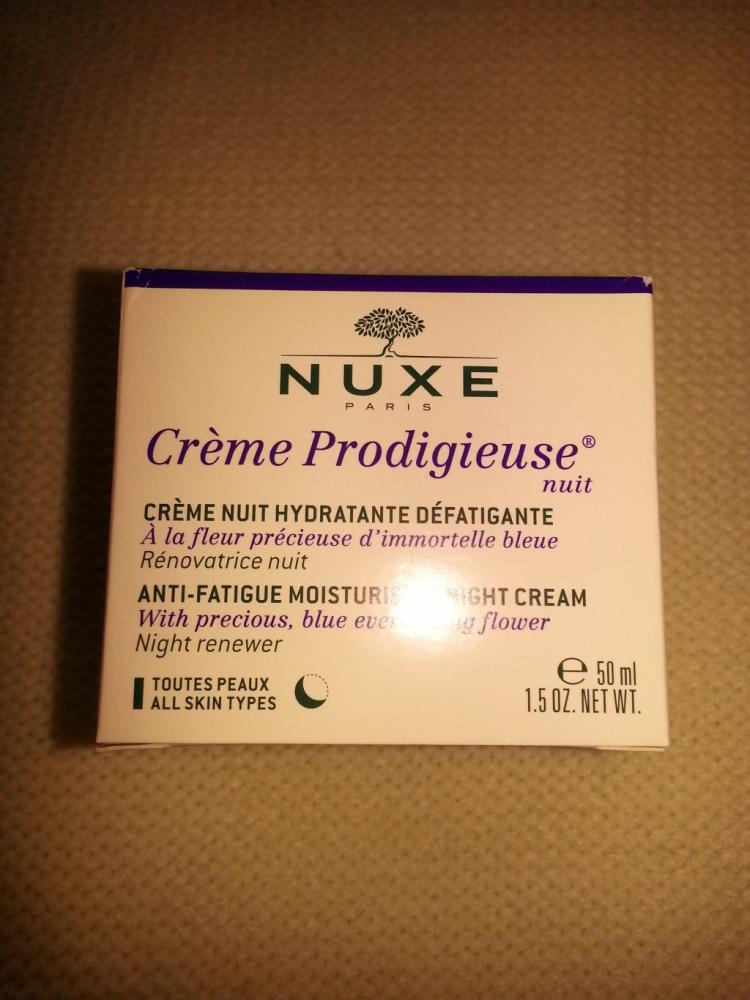 NUXE
PARIS
Crème Prodigieuse®
nuit
CRÈME NUIT HYDRATANTE DÉFATIGANTE
À la fleur précieuse d'immortelle bleue
Rénovatrice nuit
ANTI-FATIGUE NIGHT CREAM
With precious, blue flower
Night renewer
TOUTES PEAUX
ALL SKIN TYPES
℮ 50 ml
1.5 OZ. NET WT.